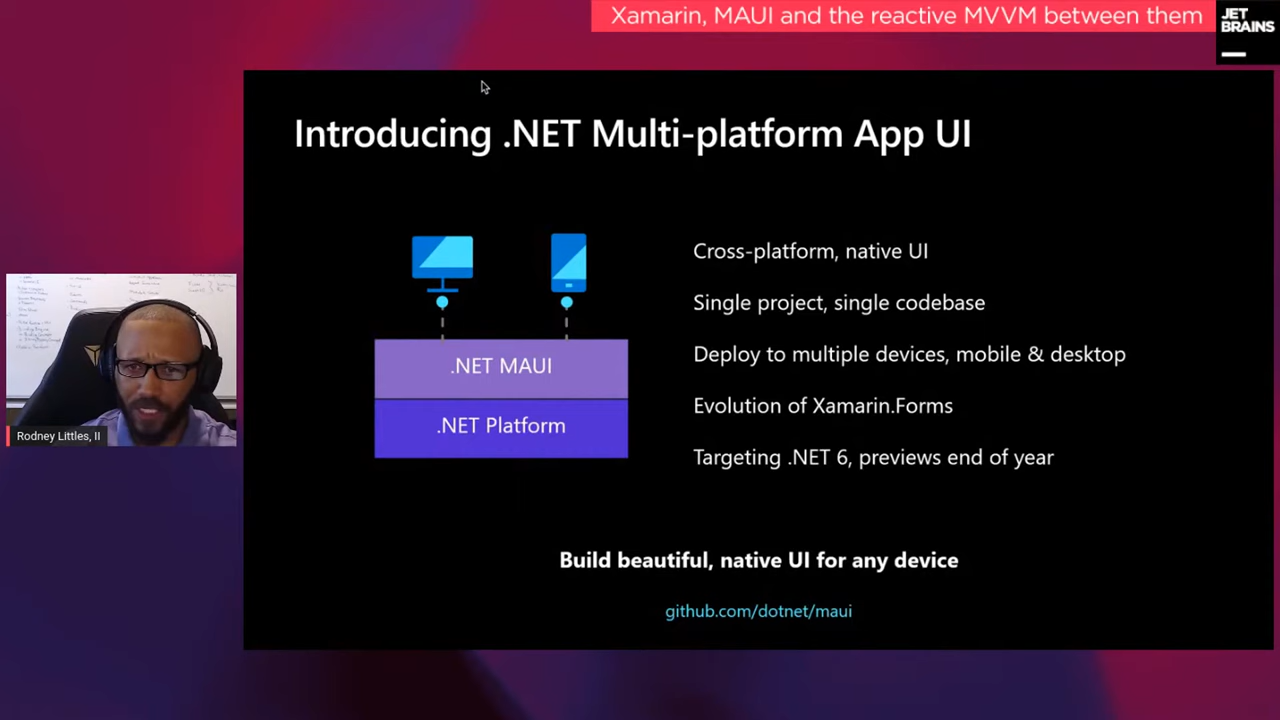 Xamarin, MAUI and the reactive MVVM between them
JET
BRAINS
Introducing .NET Multi-platform App UI
.NET MAUI
.NET Platform
Cross-platform, native UI
Single project, single codebase
Deploy to multiple devices, mobile & desktop
Evolution of Xamarin.Forms
Targeting .NET 6, previews end of year
Build beautiful, native UI for any device
github.com/dotnet/maui
Rodney Littles, II